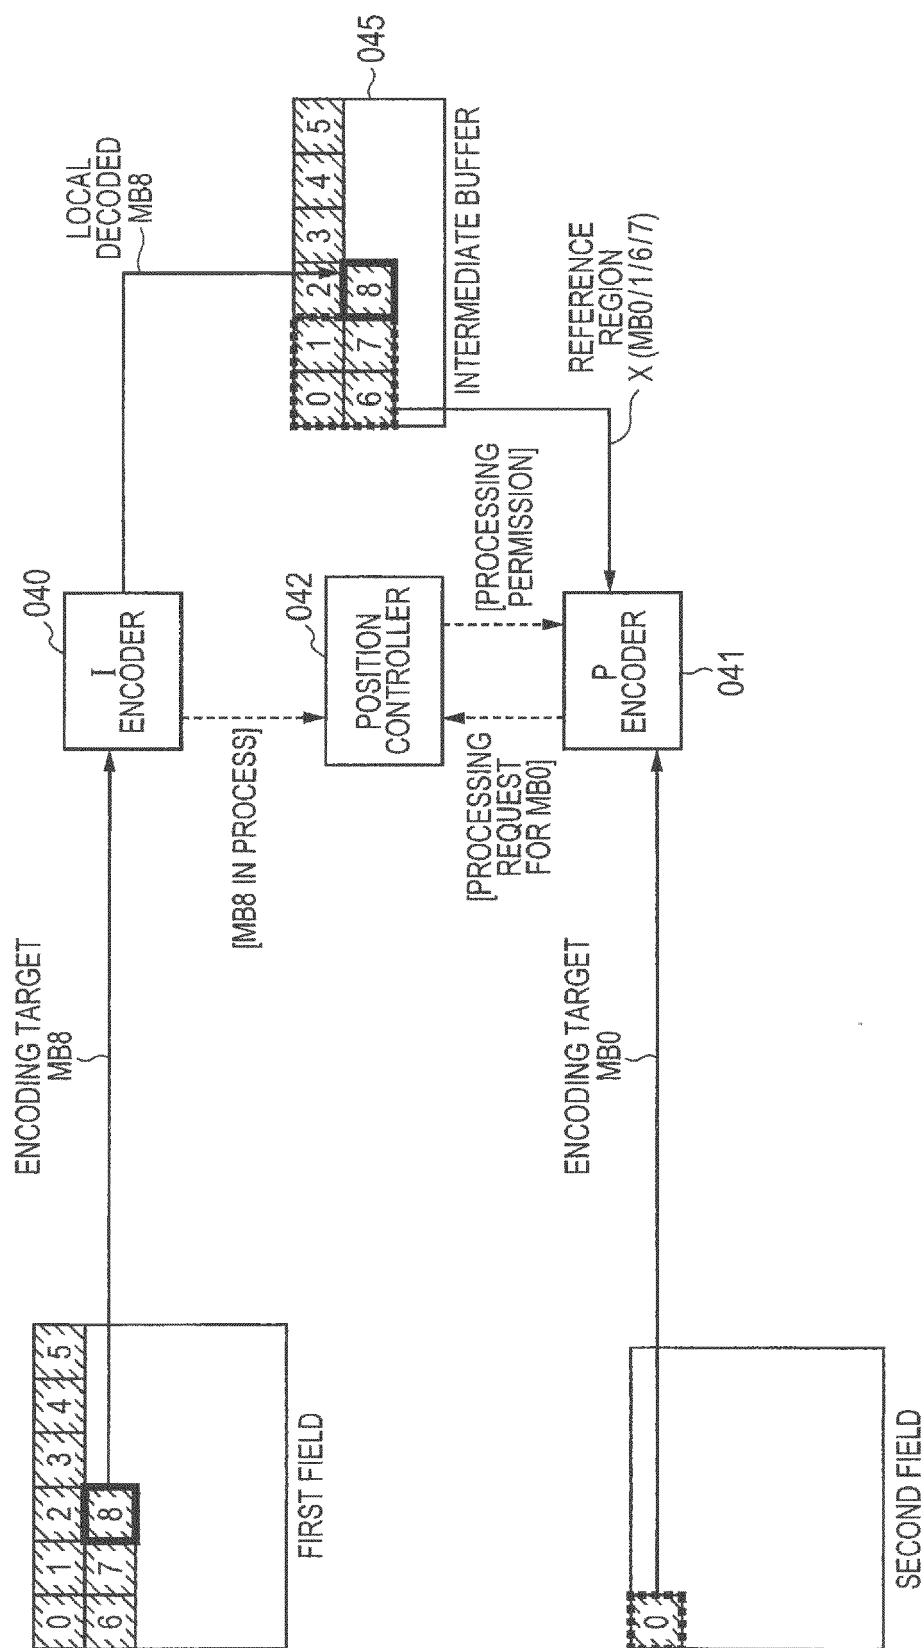 0 1 2 3 4 5
6 7 8
FIRST FIELD
ENCODING TARGET
MB8
I
ENCODER
040
LOCAL
DECODED
MB8
[MB8 IN PROCESS]
POSITION
CONTROLLER
042
0 1 2 3 4 5
6 7 8
045
INTERMEDIATE BUFFER
[PROCESSING
REQUEST
FOR MB0]
[PROCESSING
PERMISSION]
REFERENCE
REGION
X (MB0/1/6/7)
0
SECOND FIELD
ENCODING TARGET
MB0
P
ENCODER
041